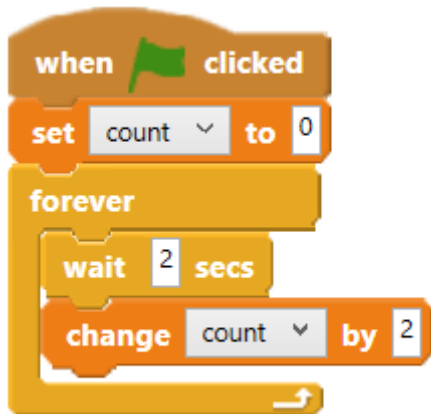 when clicked
set count to 0
forever
wait 2 secs
change count by 2